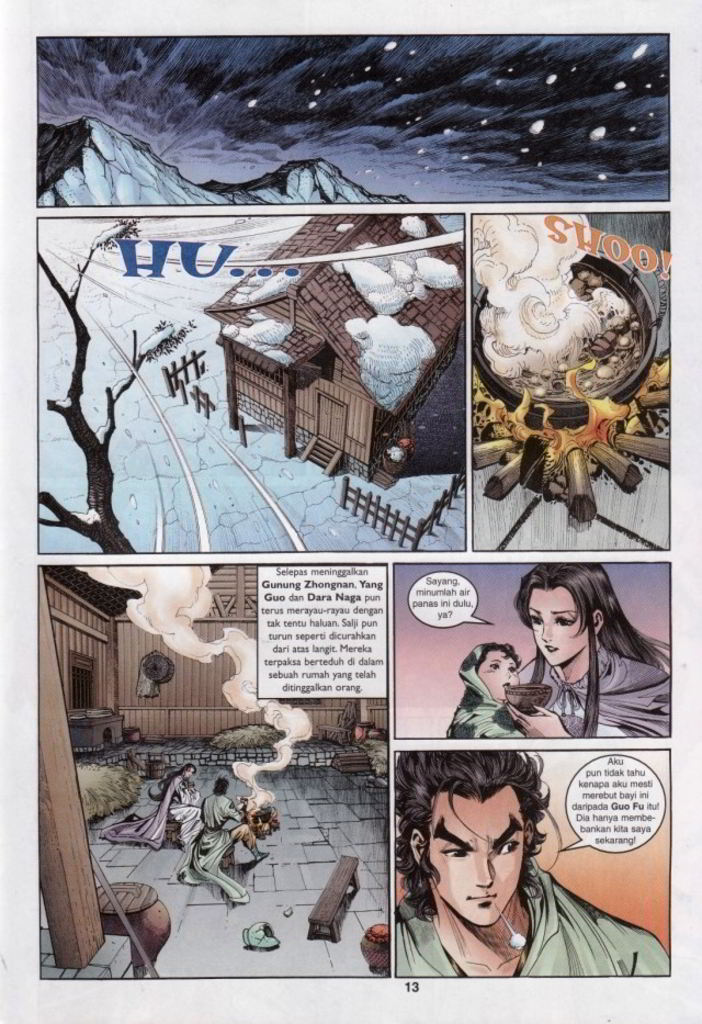 HU...
SHOO!
Selepas meninggalkan
Gunung Zhongnan, Yang
Guo dan Dara Naga pun
terus merayau-rayau dengan
tak tentu haluan. Salji pun
turun seperti dicurahkan
dari atas langit. Mereka
terpaksa berteduh di dalam
sebuah rumah yang telah
ditinggalkan orang.
Sayang,
minumlah air
panas ini dulu,
ya?
Aku
pun tidak tahu
kenapa aku mesti
merebut bayi ini
daripada Guo Fu itu!
Dia hanya membe-
bankan kita saya
sekarang!
13